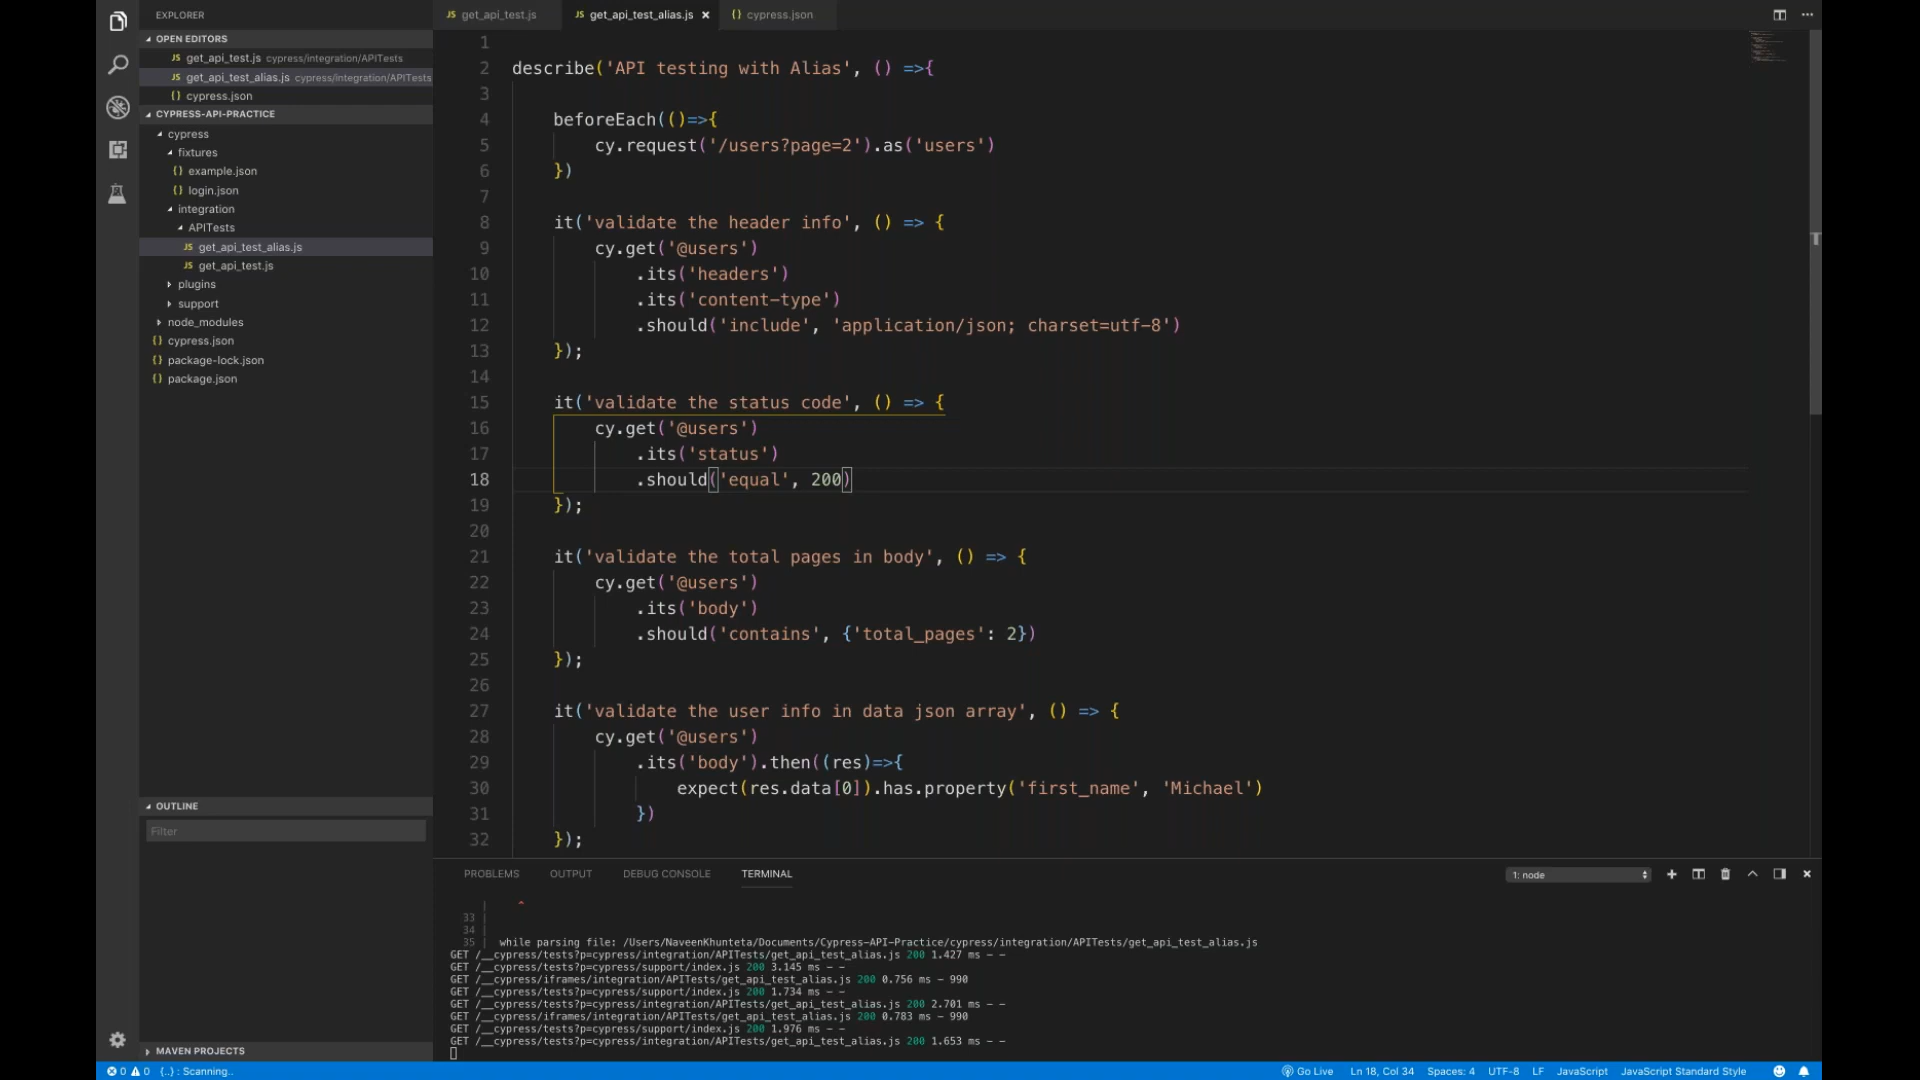 EXPLORER
OPEN EDITORS
JS get_api_test.js cypress/integration/APITests
JS get_api_test_alias.js cypress/integration/APITests
{} cypress.json
CYPRESS-API-PRACTICE
cypress
fixtures
{} example.json
{} login.json
integration
APITests
JS get_api_test_alias.js
JS get_api_test.js
plugins
support
node_modules
{} cypress.json
{} package-lock.json
{} package.json
OUTLINE
Filter
MAVEN PROJECTS
JS get_api_test.js JS get_api_test_alias.js × {} cypress.json
1
2 describe('API testing with Alias', () =>{
3
4 beforeEach(()=>{
5 cy.request('/users?page=2').as('users')
6 })
7
8 it('validate the header info', () => {
9 cy.get('@users')
10 .its('headers')
11 .its('content-type')
12 .should('include', 'application/json; charset=utf-8')
13 });
14
15 it('validate the status code', () => {
16 cy.get('@users')
17 .its('status')
18 .should('equal', 200)
19 });
20
21 it('validate the total pages in body', () => {
22 cy.get('@users')
23 .its('body')
24 .should('contains', {'total_pages': 2})
25 });
26
27 it('validate the user info in data json array', () => {
28 cy.get('@users')
29 .its('body').then((res)=>{
30 expect(res.data[0]).has.property('first_name', 'Michael')
31 })
32 });
PROBLEMS OUTPUT DEBUG CONSOLE TERMINAL 1: node
| ^
33 |
34 |
35 | while parsing file: /Users/NaveenKhunteta/Documents/Cypress-API-Practice/cypress/integration/APITests/get_api_test_alias.js
GET /__cypress/tests?p=cypress/integration/APITests/get_api_test_alias.js 200 1.427 ms - -
GET /__cypress/tests?p=cypress/support/index.js 200 3.145 ms - -
GET /__cypress/iframes/integration/APITests/get_api_test_alias.js 200 0.756 ms - 990
GET /__cypress/tests?p=cypress/support/index.js 200 1.734 ms - -
GET /__cypress/tests?p=cypress/integration/APITests/get_api_test_alias.js 200 2.701 ms - -
GET /__cypress/iframes/integration/APITests/get_api_test_alias.js 200 0.783 ms - 990
GET /__cypress/tests?p=cypress/support/index.js 200 1.976 ms - -
GET /__cypress/tests?p=cypress/integration/APITests/get_api_test_alias.js 200 1.653 ms - -
0 0 {..} : Scanning.. Go Live Ln 18, Col 34 Spaces: 4 UTF-8 LF JavaScript JavaScript Standard Style